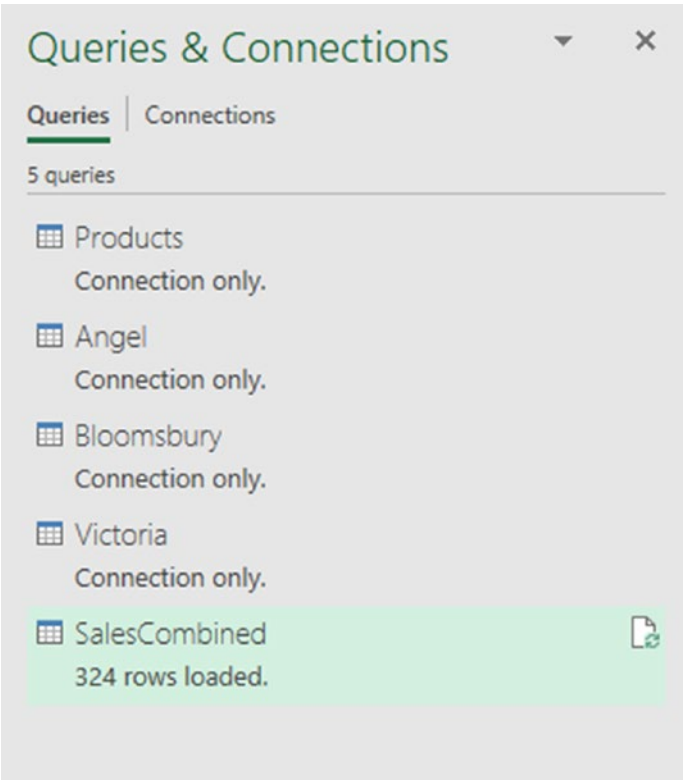 Queries & Connections
Queries | Connections
5 queries
Products
Connection only.
Angel
Connection only.
Bloomsbury
Connection only.
Victoria
Connection only.
SalesCombined
324 rows loaded.